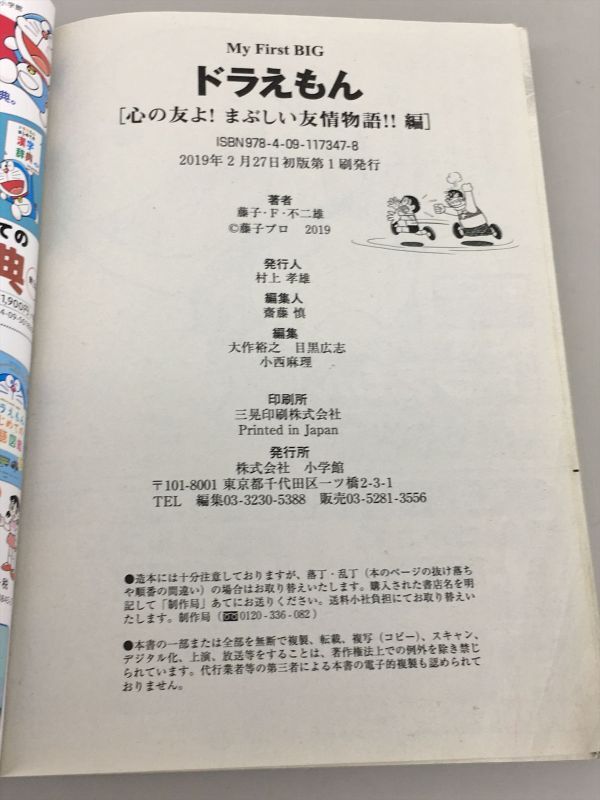 My First BIG
ドラえもん
[心の友よ! まぶしい友情物語!! 編]
ISBN978-4-09-117347-8
2019年2月27日初版第1刷発行
著者
藤子・F・不二雄
©藤子プロ 2019
発行人
村上孝雄
編集人
齋藤 慎
編集
大作裕之 目黒広志
小西麻理
印刷所
三晃印刷株式会社
Printed in Japan
発行所
株式会社 小学館
〒101-8001 東京都千代田区一ツ橋2-3-1
TEL 編集03-3230-5388 販売03-5281-3556
●造本には十分注意しておりますが、落丁・乱丁(本のページの抜け落ち
や順番の間違い)の場合はお取り替えいたします。購入された書店名を明
記して「制作局」あてにお送りください。送料小社負担にてお取り替えい
たします。制作局(0120-336-082)
●本書の一部または全部を無断で複製、転載、複写(コピー)、スキャン、
デジタル化、上演、放送等をすることは、著作権法上での例外を除き禁じ
られています。代行業者等の第三者による本書の電子的複製も認められて
おりません。
小学館
典。
漢字
辞典
ての
典
1,900円